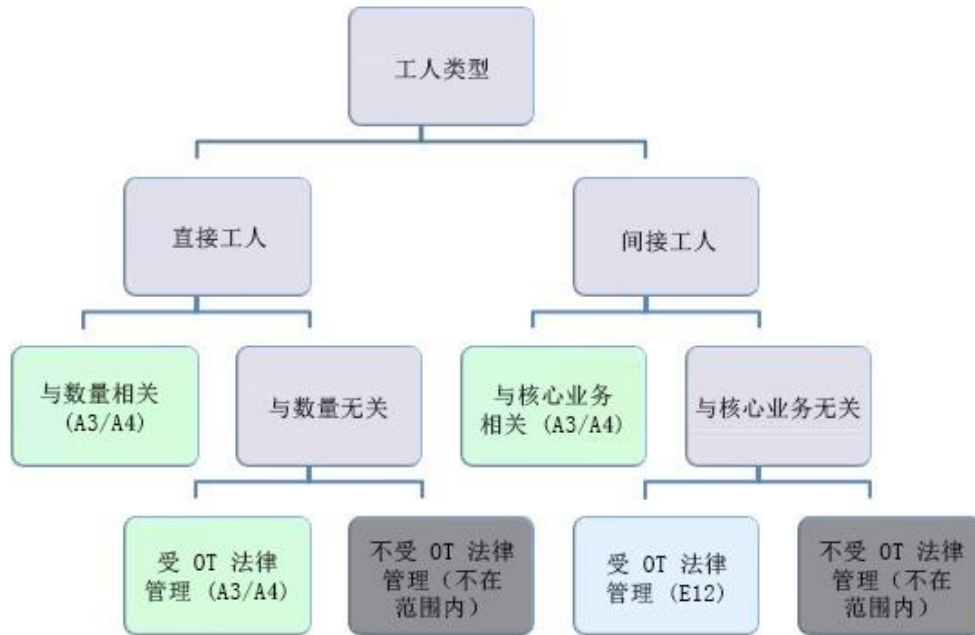 工人类型
直接工人
间接工人
与数量相关
(A3/A4)
与数量无关
与核心业务
相关 (A3/A4)
与核心业务无关
受 OT 法律
管理 (A3/A4)
不受 OT 法律
管理（不在
范围内）
受 OT 法律
管理 (E12)
不受 OT 法律
管理（不在
范围内）